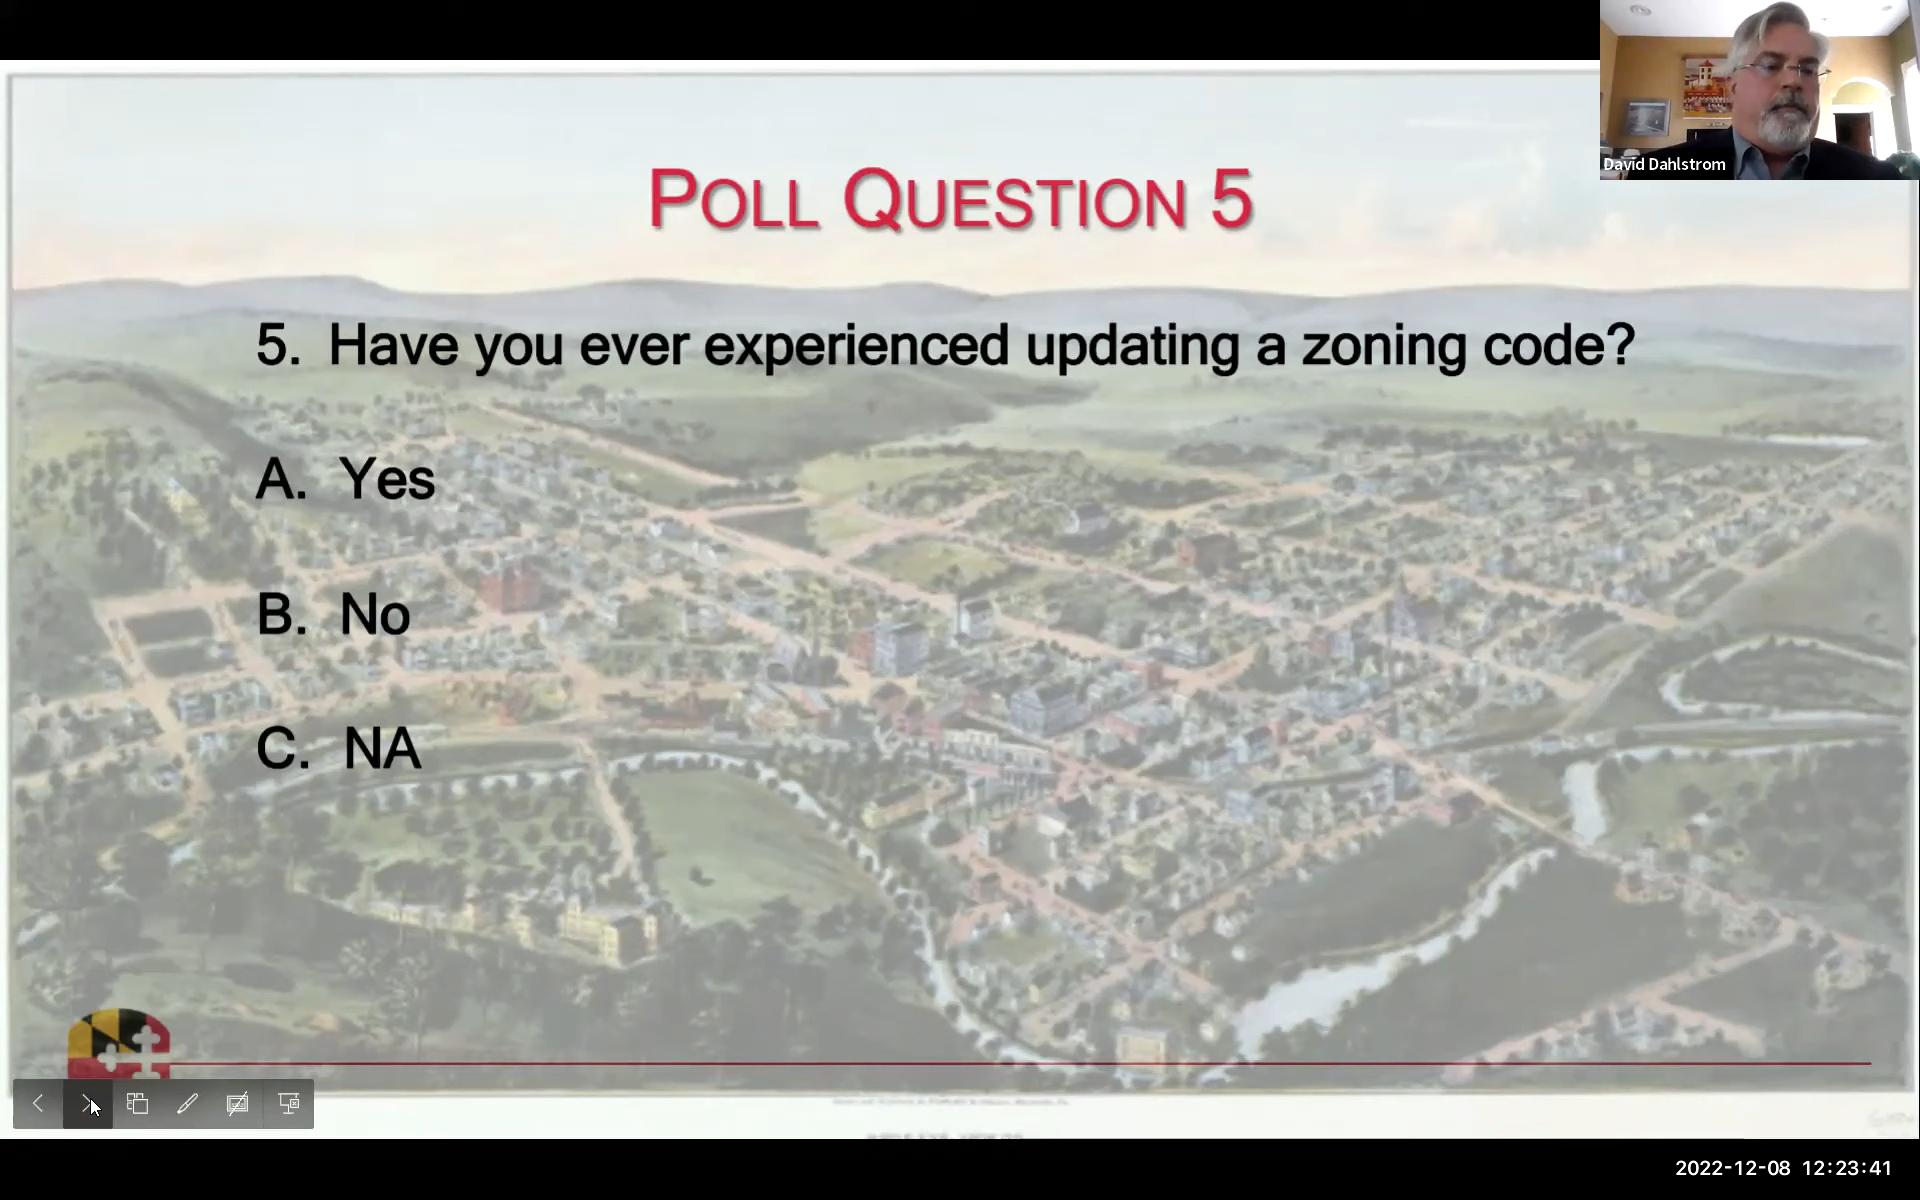 David Dahlstrom
POLL QUESTION 5
5. Have you ever experienced updating a zoning code?
A. Yes
B. No
C. NA
2022-12-08 12:23:41